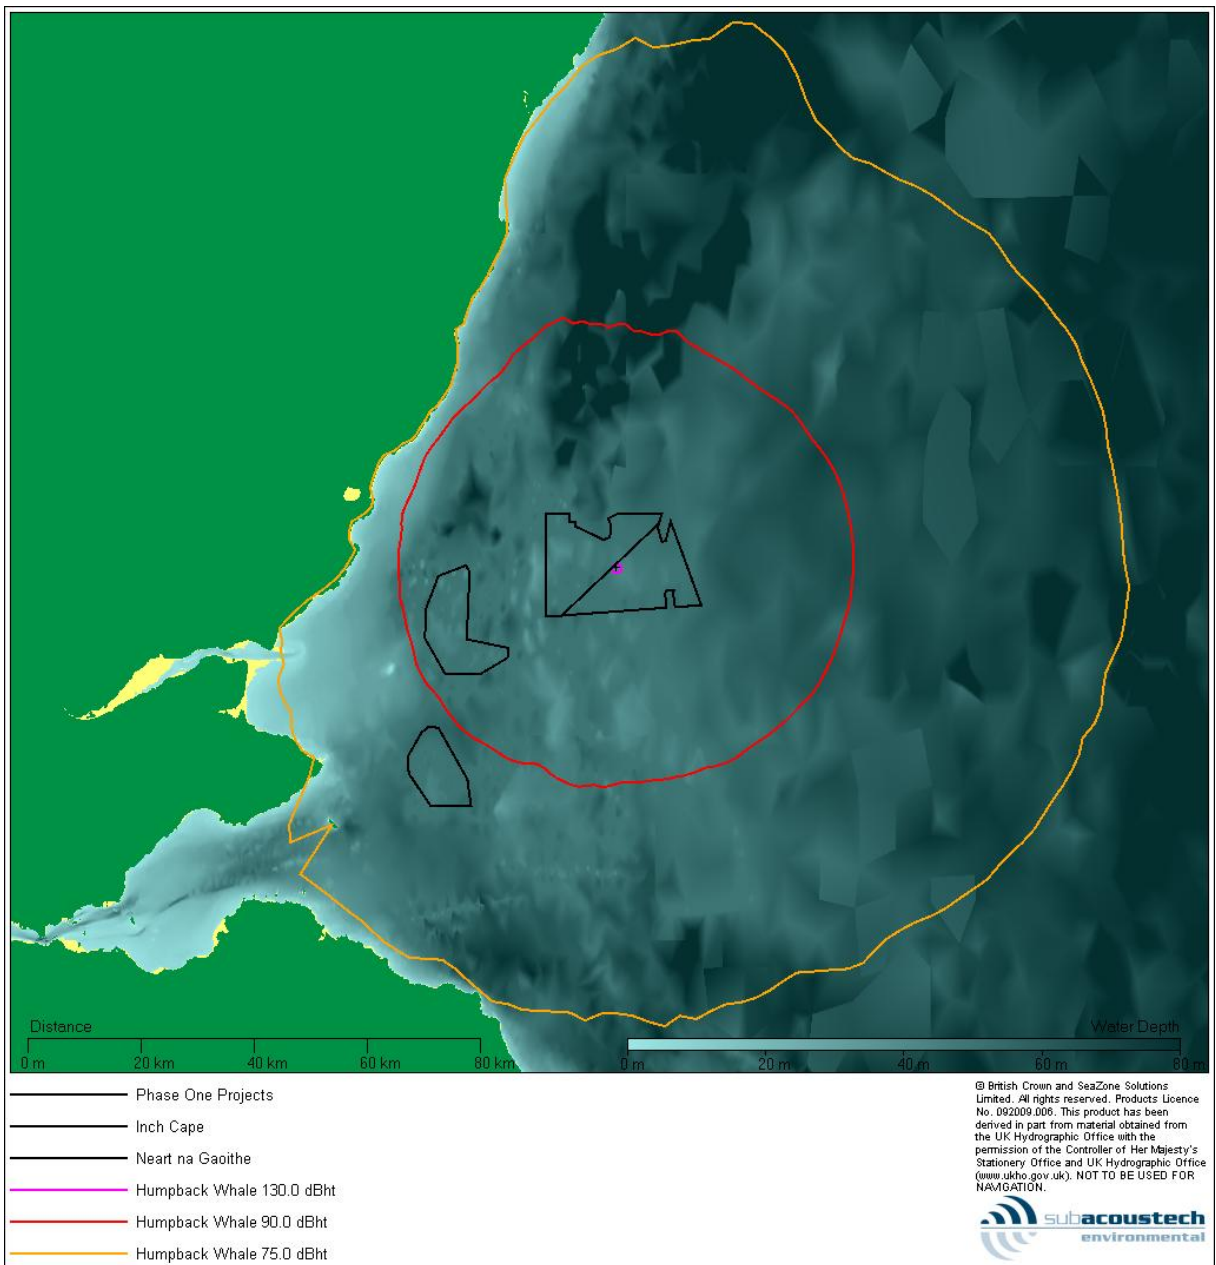 Distance
0 m 20 km 40 km 60 km 80 km
Water Depth
0 m 20 m 40 m 60 m 80 m
Phase One Projects
Inch Cape
Neart na Gaoithe
Humpback Whale 130.0 dBht
Humpback Whale 90.0 dBht
Humpback Whale 75.0 dBht
© British Crown and SeaZone Solutions
Limited. All rights reserved. Products Licence
No. 092009.006. This product has been
derived in part from material obtained from
the UK Hydrographic Office with the
permission of the Controller of Her Majesty's
Stationery Office and UK Hydrographic Office
(www.ukho.gov.uk). NOT TO BE USED FOR
NAVIGATION.
subacoustech
environmental